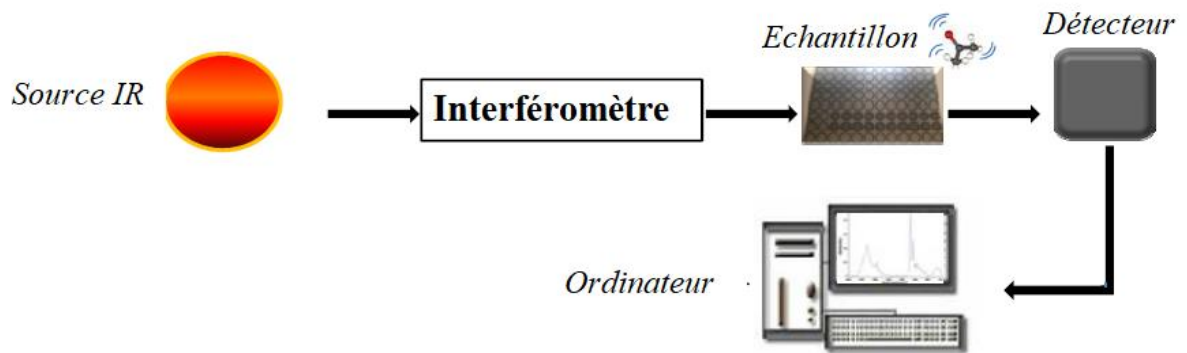 Source IR
Interféromètre
Echantillon
Détecteur
Ordinateur